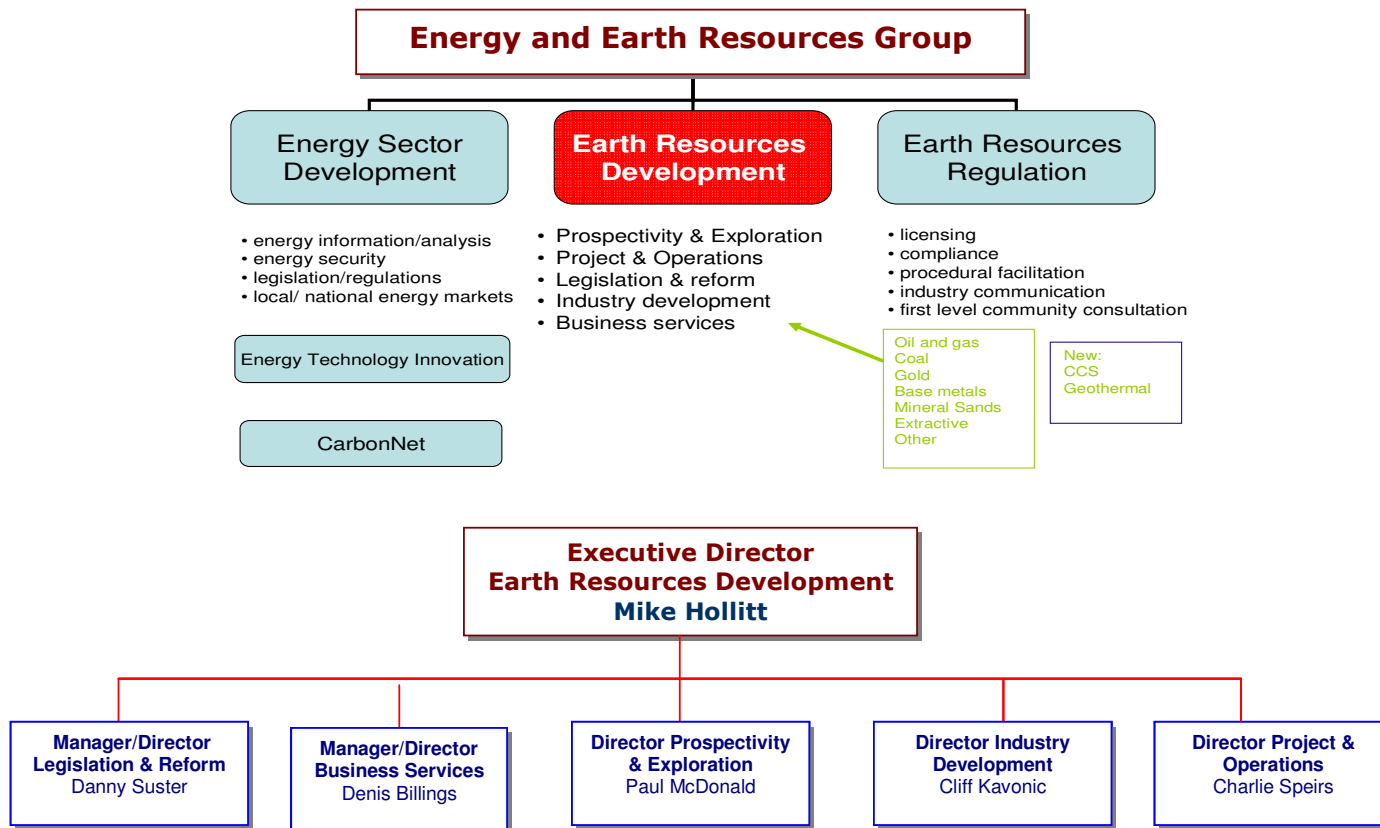 Energy and Earth Resources Group
Energy Sector
Development
Earth Resources
Development
Earth Resources
Regulation
• energy information/analysis
• energy security
• legislation/regulations
• local/ national energy markets
Energy Technology Innovation
CarbonNet
• Prospectivity & Exploration
• Project & Operations
• Legislation & reform
• Industry development
• Business services
• licensing
• compliance
• procedural facilitation
• industry communication
• first level community consultation
Oil and gas
Coal
Gold
Base metals
Mineral Sands
Extractive
Other
New:
CCS
Geothermal
Executive Director
Earth Resources Development
Mike Hollitt
Manager/Director
Legislation & Reform
Danny Suster
Manager/Director
Business Services
Denis Billings
Director Prospectivity
& Exploration
Paul McDonald
Director Industry
Development
Cliff Kavonic
Director Project &
Operations
Charlie Speirs